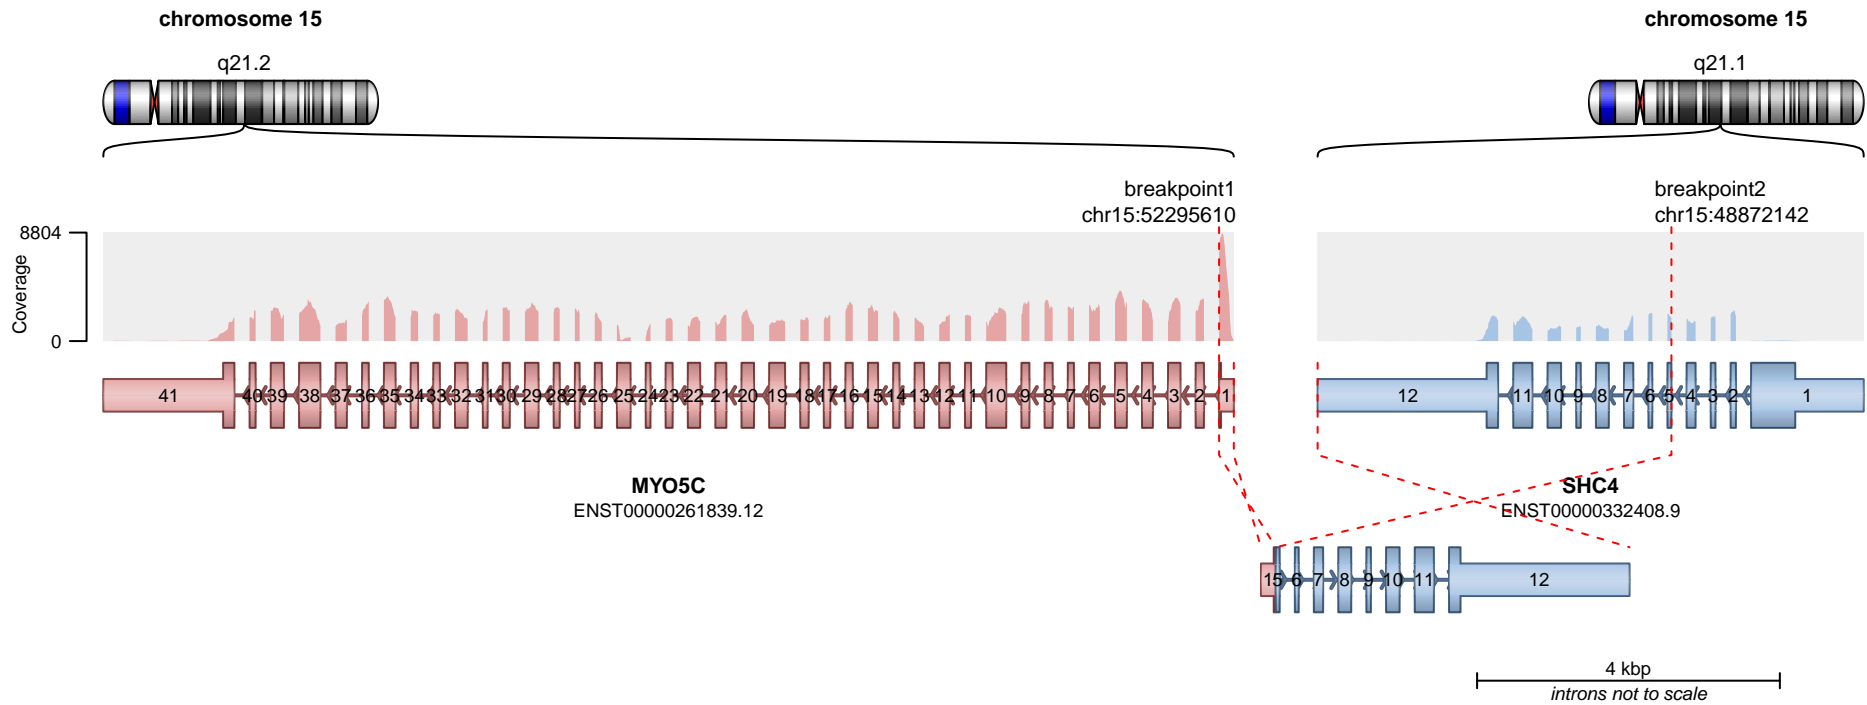 chromosome 15
chromosome 15
q21.2
q21.1
breakpoint1
chr15:52295610
breakpoint2
chr15:48872142
8804
Coverage
0
41 40 39 38 37 36 35 34 33 32 31 30 29 28 27 26 25 24 23 22 21 20 19 18 17 16 15 14 13 12 11 10 9 8 7 6 5 4 3 2 1
12 11 10 9 8 7 6 5 4 3 2 1
MYO5C
ENST00000261839.12
SHC4
ENST00000332408.9
1 5 6 7 8 9 10 11 12
4 kbp
introns not to scale